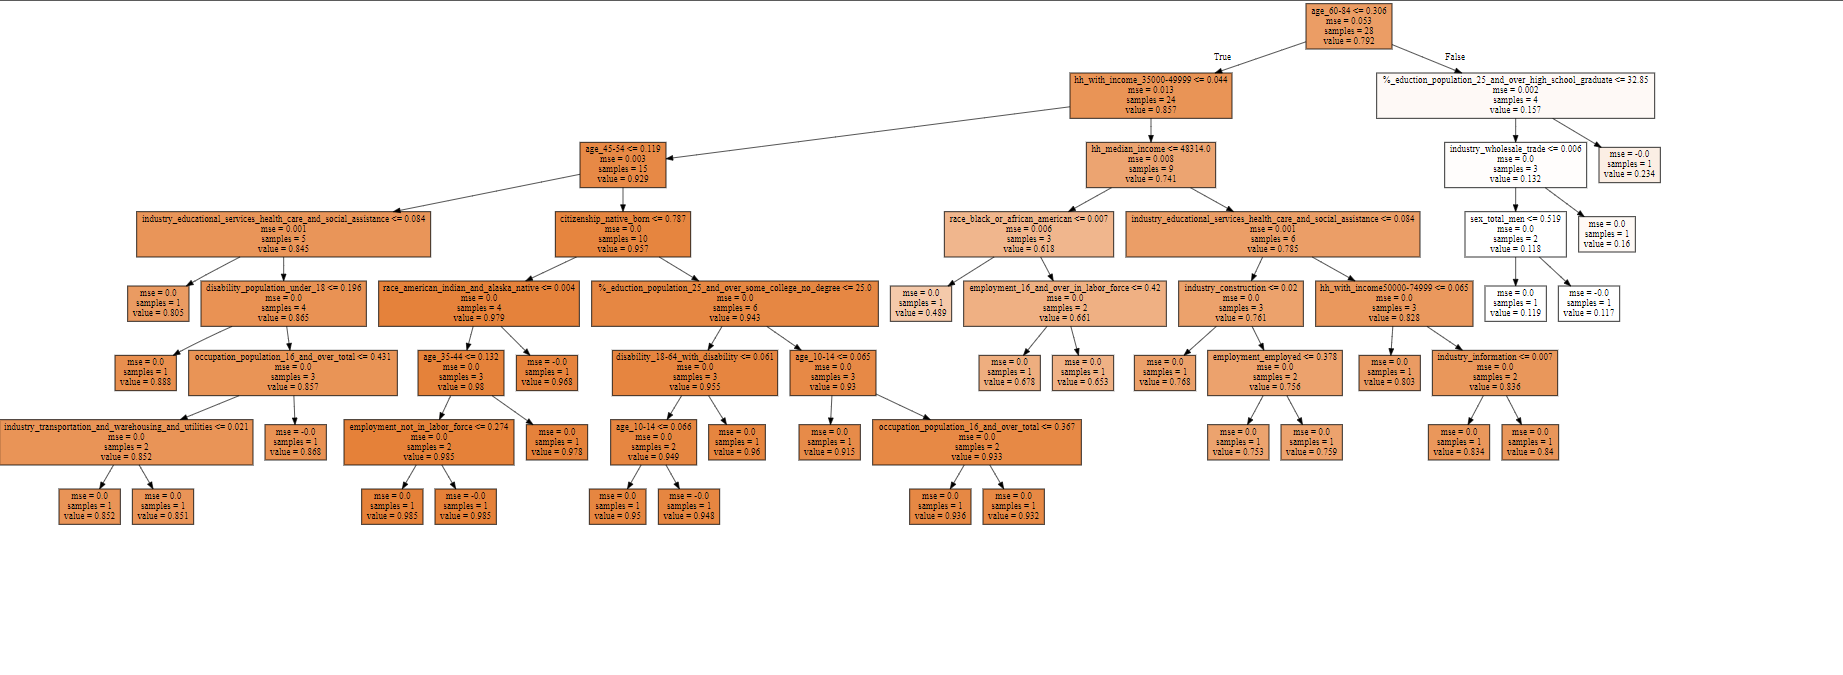 age_60-84 <= 0.306
mse = 0.053
samples = 28
value = 0.792
True
False
hh_with_income_35000-49999 <= 0.044
mse = 0.013
samples = 24
value = 0.857
%_eduction_population_25_and_over_high_school_graduate <= 32.85
mse = 0.002
samples = 4
value = 0.157
age_45-54 <= 0.119
mse = 0.003
samples = 15
value = 0.929
hh_median_income <= 48314.0
mse = 0.008
samples = 9
value = 0.741
industry_wholesale_trade <= 0.006
mse = 0.0
samples = 3
value = 0.132
mse = -0.0
samples = 1
value = 0.234
industry_educational_services_health_care_and_social_assistance <= 0.084
mse = 0.001
samples = 5
value = 0.845
citizenship_native_born <= 0.787
mse = 0.0
samples = 10
value = 0.957
race_black_or_african_american <= 0.007
mse = 0.006
samples = 3
value = 0.618
industry_educational_services_health_care_and_social_assistance <= 0.084
mse = 0.001
samples = 6
value = 0.785
sex_total_men <= 0.519
mse = 0.0
samples = 2
value = 0.118
mse = 0.0
samples = 1
value = 0.16
mse = 0.0
samples = 1
value = 0.805
disability_population_under_18 <= 0.196
mse = 0.0
samples = 4
value = 0.865
race_american_indian_and_alaska_native <= 0.004
mse = 0.0
samples = 4
value = 0.979
%_eduction_population_25_and_over_some_college_no_degree <= 25.0
mse = 0.0
samples = 6
value = 0.943
mse = 0.0
samples = 1
value = 0.489
employment_16_and_over_in_labor_force <= 0.42
mse = 0.0
samples = 2
value = 0.661
industry_construction <= 0.02
mse = 0.0
samples = 3
value = 0.761
hh_with_income50000-74999 <= 0.065
mse = 0.0
samples = 3
value = 0.828
mse = 0.0
samples = 1
value = 0.119
mse = -0.0
samples = 1
value = 0.117
mse = 0.0
samples = 1
value = 0.888
occupation_population_16_and_over_total <= 0.431
mse = 0.0
samples = 3
value = 0.857
age_35-44 <= 0.132
mse = 0.0
samples = 3
value = 0.98
mse = -0.0
samples = 1
value = 0.968
disability_18-64_with_disability <= 0.061
mse = 0.0
samples = 3
value = 0.955
age_10-14 <= 0.065
mse = 0.0
samples = 3
value = 0.93
mse = 0.0
samples = 1
value = 0.678
mse = 0.0
samples = 1
value = 0.653
mse = 0.0
samples = 1
value = 0.768
employment_employed <= 0.378
mse = 0.0
samples = 2
value = 0.756
mse = 0.0
samples = 1
value = 0.803
industry_information <= 0.007
mse = 0.0
samples = 2
value = 0.836
industry_transportation_and_warehousing_and_utilities <= 0.021
mse = 0.0
samples = 2
value = 0.852
mse = -0.0
samples = 1
value = 0.868
employment_not_in_labor_force <= 0.274
mse = 0.0
samples = 2
value = 0.985
mse = 0.0
samples = 1
value = 0.978
age_10-14 <= 0.066
mse = 0.0
samples = 2
value = 0.949
mse = 0.0
samples = 1
value = 0.96
mse = 0.0
samples = 1
value = 0.915
occupation_population_16_and_over_total <= 0.367
mse = 0.0
samples = 2
value = 0.933
mse = 0.0
samples = 1
value = 0.753
mse = 0.0
samples = 1
value = 0.759
mse = 0.0
samples = 1
value = 0.834
mse = 0.0
samples = 1
value = 0.84
mse = 0.0
samples = 1
value = 0.852
mse = 0.0
samples = 1
value = 0.851
mse = 0.0
samples = 1
value = 0.985
mse = -0.0
samples = 1
value = 0.985
mse = 0.0
samples = 1
value = 0.95
mse = -0.0
samples = 1
value = 0.948
mse = 0.0
samples = 1
value = 0.936
mse = 0.0
samples = 1
value = 0.932